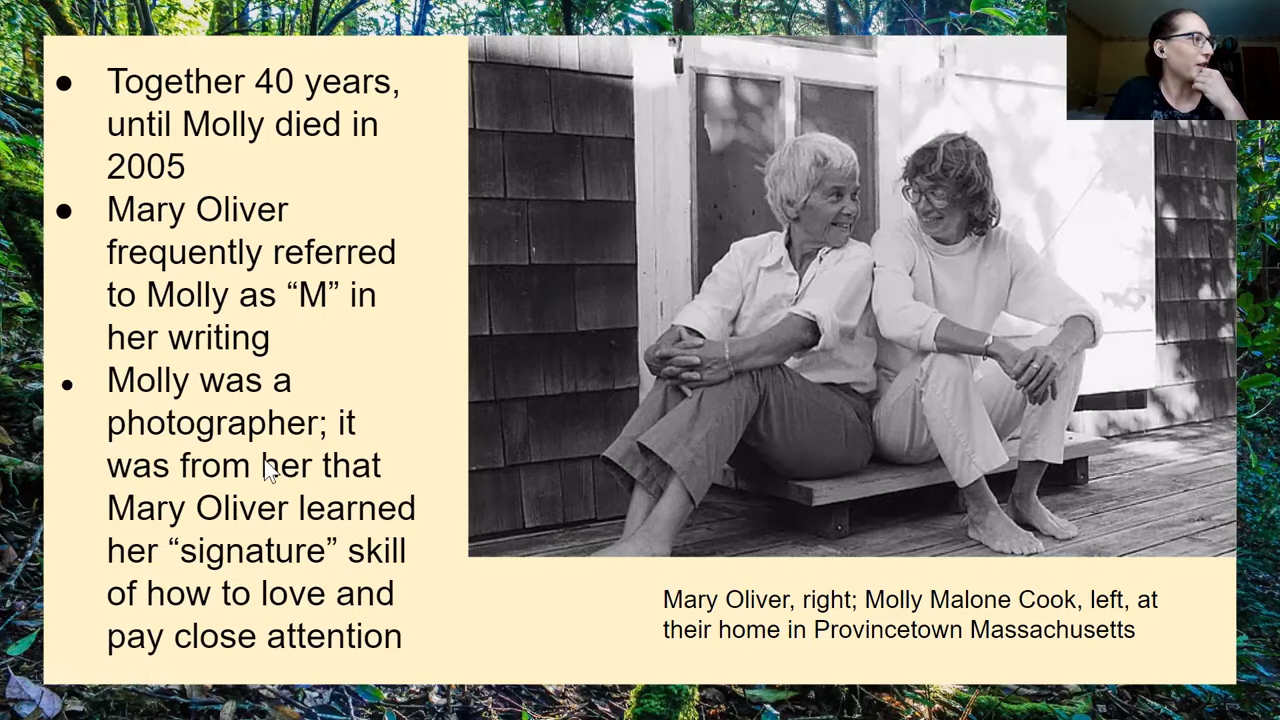 ● Together 40 years,
until Molly died in
2005
● Mary Oliver
frequently referred
to Molly as “M” in
her writing
● Molly was a
photographer; it
was from her that
Mary Oliver learned
her “signature” skill
of how to love and
pay close attention
Mary Oliver, right; Molly Malone Cook, left, at
their home in Provincetown Massachusetts